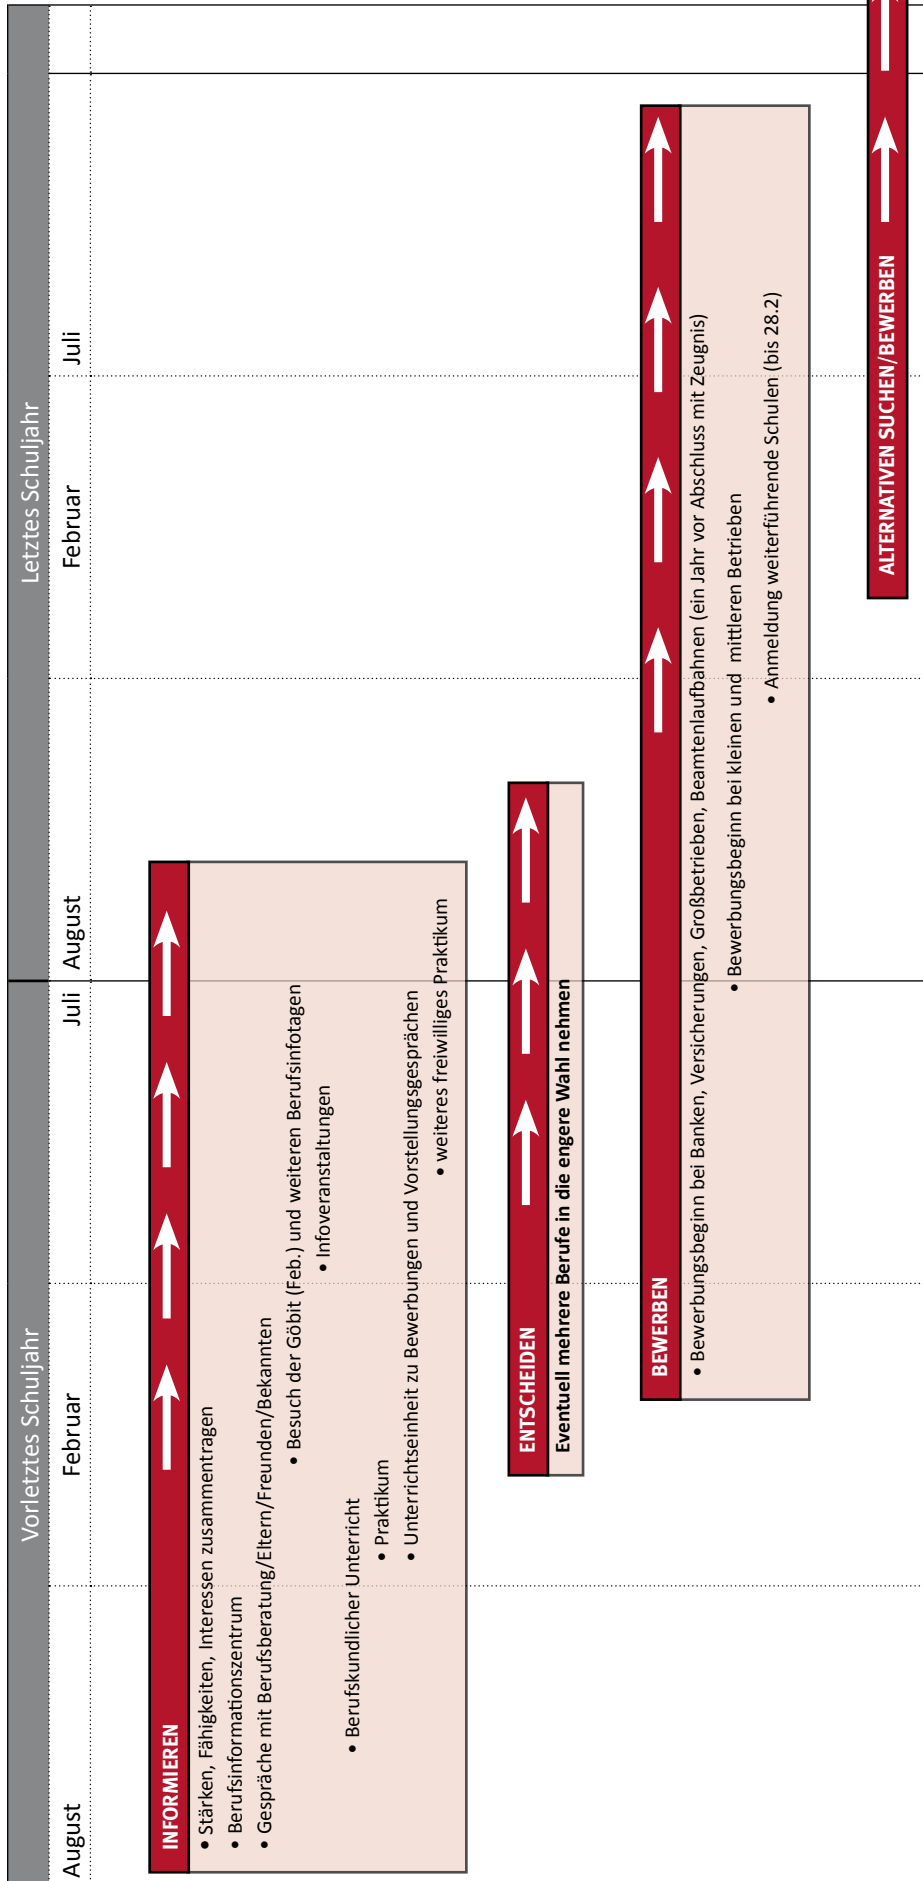 Vorletztes Schuljahr
Letztes Schuljahr
August
Februar
Juli
August
Februar
Juli
INFORMIEREN
• Stärken, Fähigkeiten, Interessen zusammentragen
• Berufsinformationszentrum
• Gespräche mit Berufsberatung/Eltern/Freunden/Bekannten
• Besuch der Göbit (Feb.) und weiteren Berufsinfotagen
• Infoveranstaltungen
• Berufskundlicher Unterricht
• Praktikum
• Unterrichtseinheit zu Bewerbungen und Vorstellungsgesprächen
• weiteres freiwilliges Praktikum
ENTSCHEIDEN
Eventuell mehrere Berufe in die engere Wahl nehmen
BEWERBEN
• Bewerbungsbeginn bei Banken, Versicherungen, Großbetrieben, Beamtenlaufbahnen (ein Jahr vor Abschluss mit Zeugnis)
• Bewerbungsbeginn bei kleinen und mittleren Betrieben
• Anmeldung weiterführende Schulen (bis 28.2)
ALTERNATIVEN SUCHEN/BEWERBEN